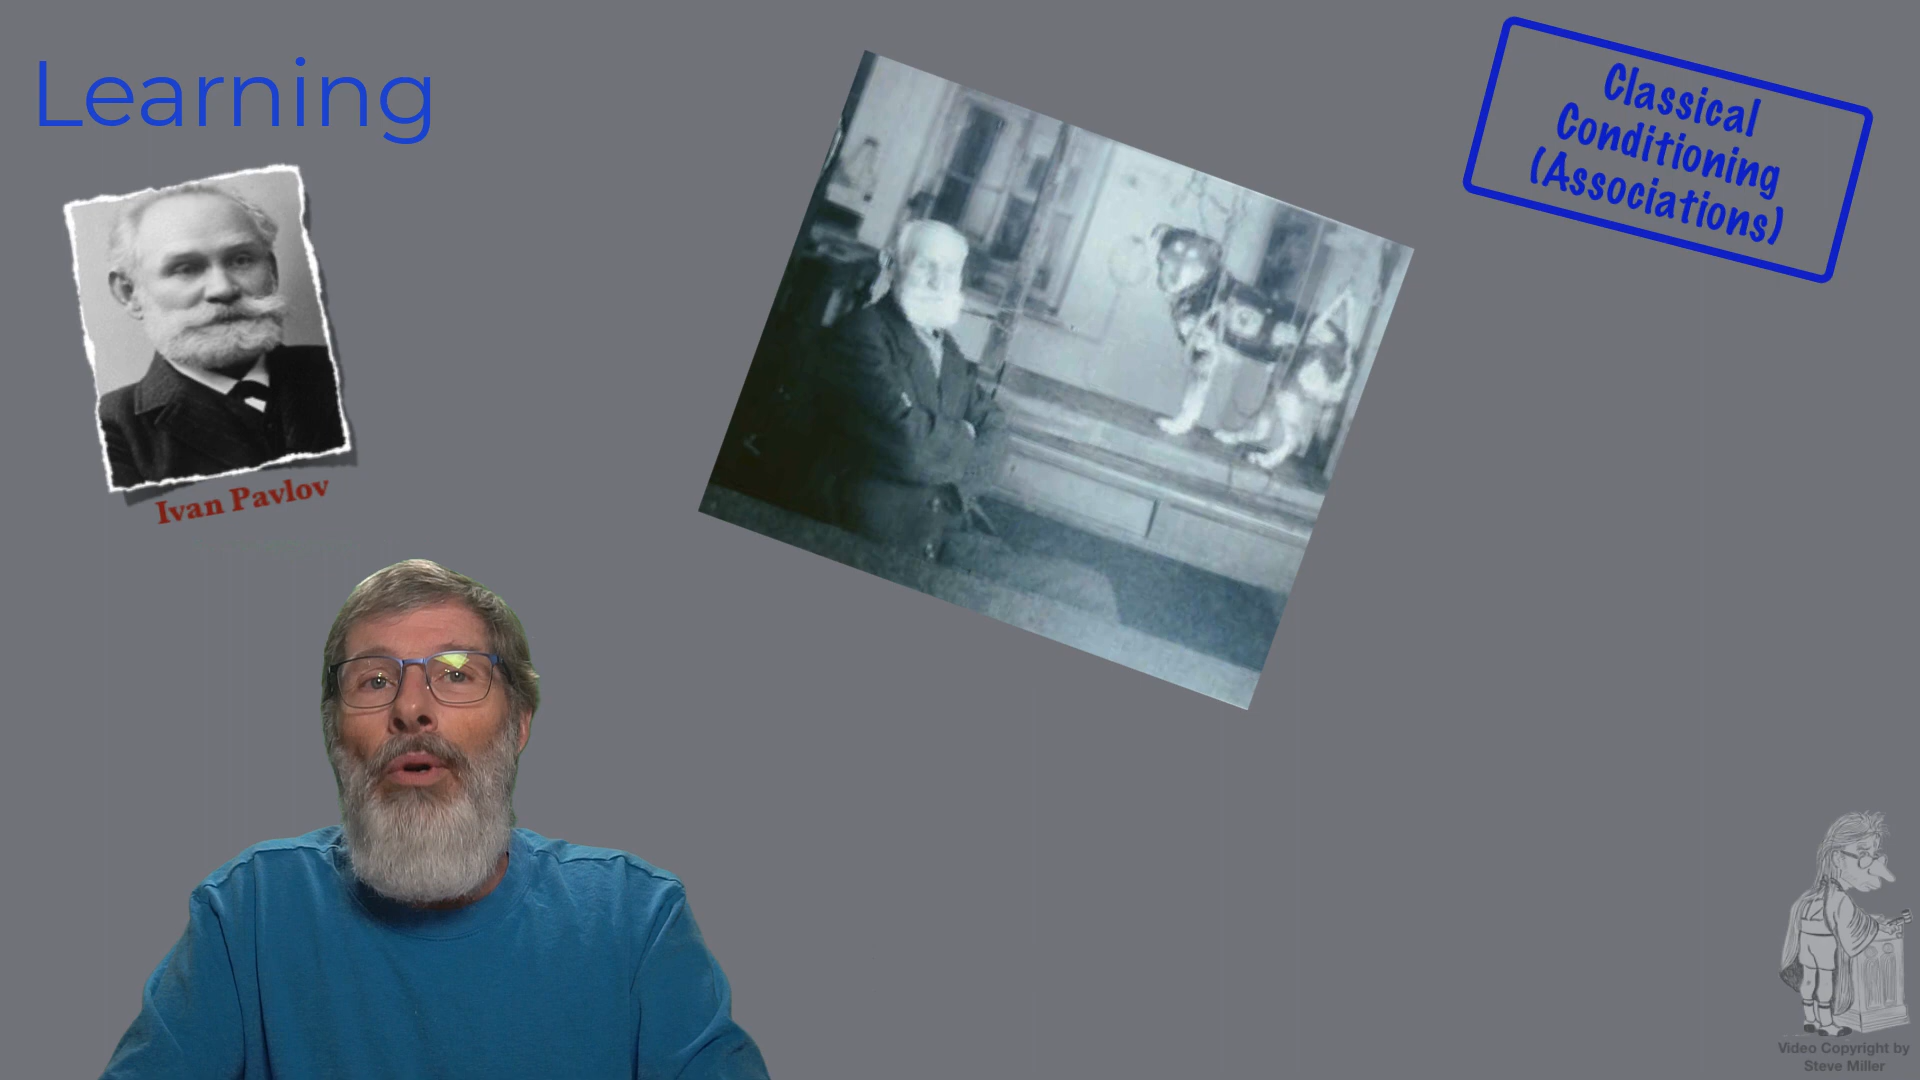 Learning
Classical
Conditioning
(Associations)
Ivan Pavlov
Video Copyright by
Steve Miller